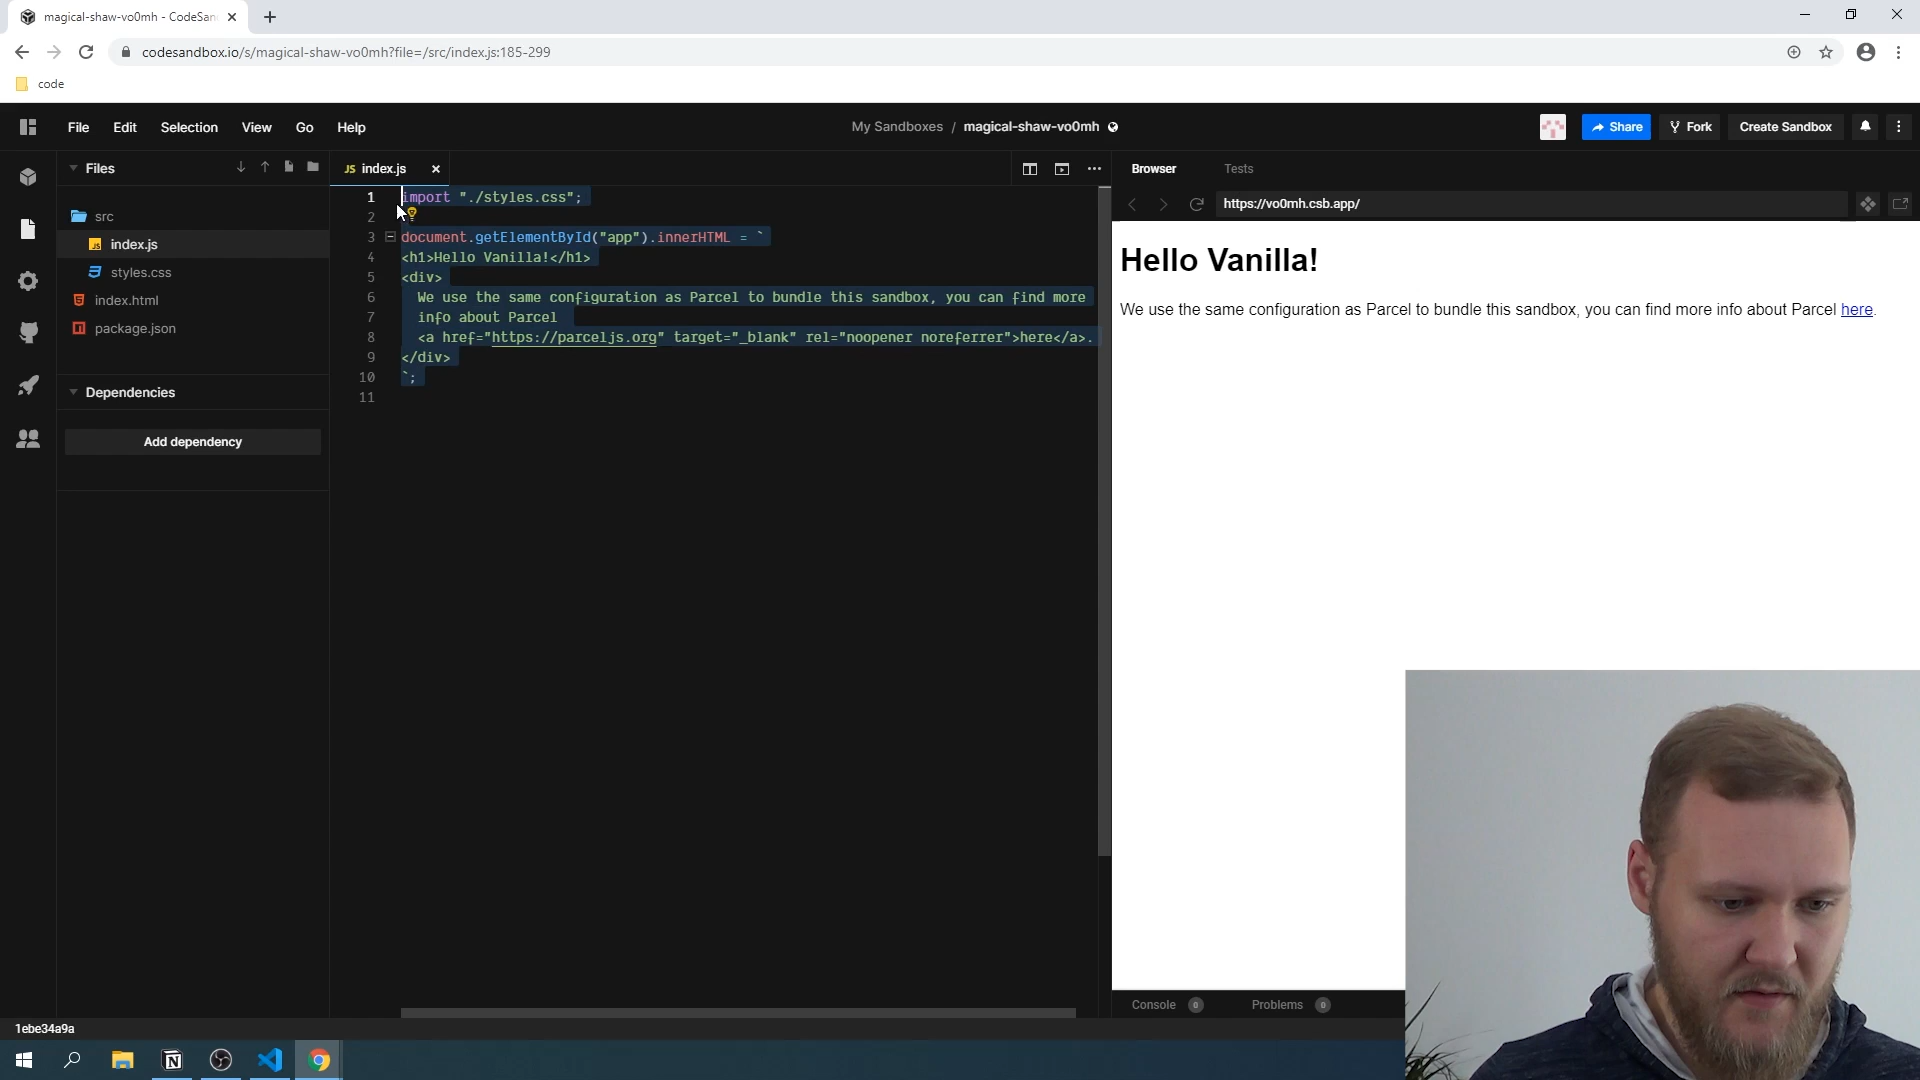 magical-shaw-vo0mh - CodeSan
codesandbox.io/s/magical-shaw-vo0mh?file=/src/index.js:185-299
code
File Edit Selection View Go Help
My Sandboxes / magical-shaw-vo0mh
Share Fork Create Sandbox
Files
src
index.js
styles.css
index.html
package.json
Dependencies
Add dependency
JS index.js
1 import "./styles.css";
2
3 document.getElementById("app").innerHTML = `
4 <h1>Hello Vanilla!</h1>
5 <div>
6 We use the same configuration as Parcel to bundle this sandbox, you can find more
7 info about Parcel
8 <a href="https://parceljs.org" target="_blank" rel="noopener noreferrer">here</a>.
9 </div>
10 `;
11
Browser Tests
https://vo0mh.csb.app/
Hello Vanilla!
We use the same configuration as Parcel to bundle this sandbox, you can find more info about Parcel here.
Console 0 Problems 0
1ebe34a9a